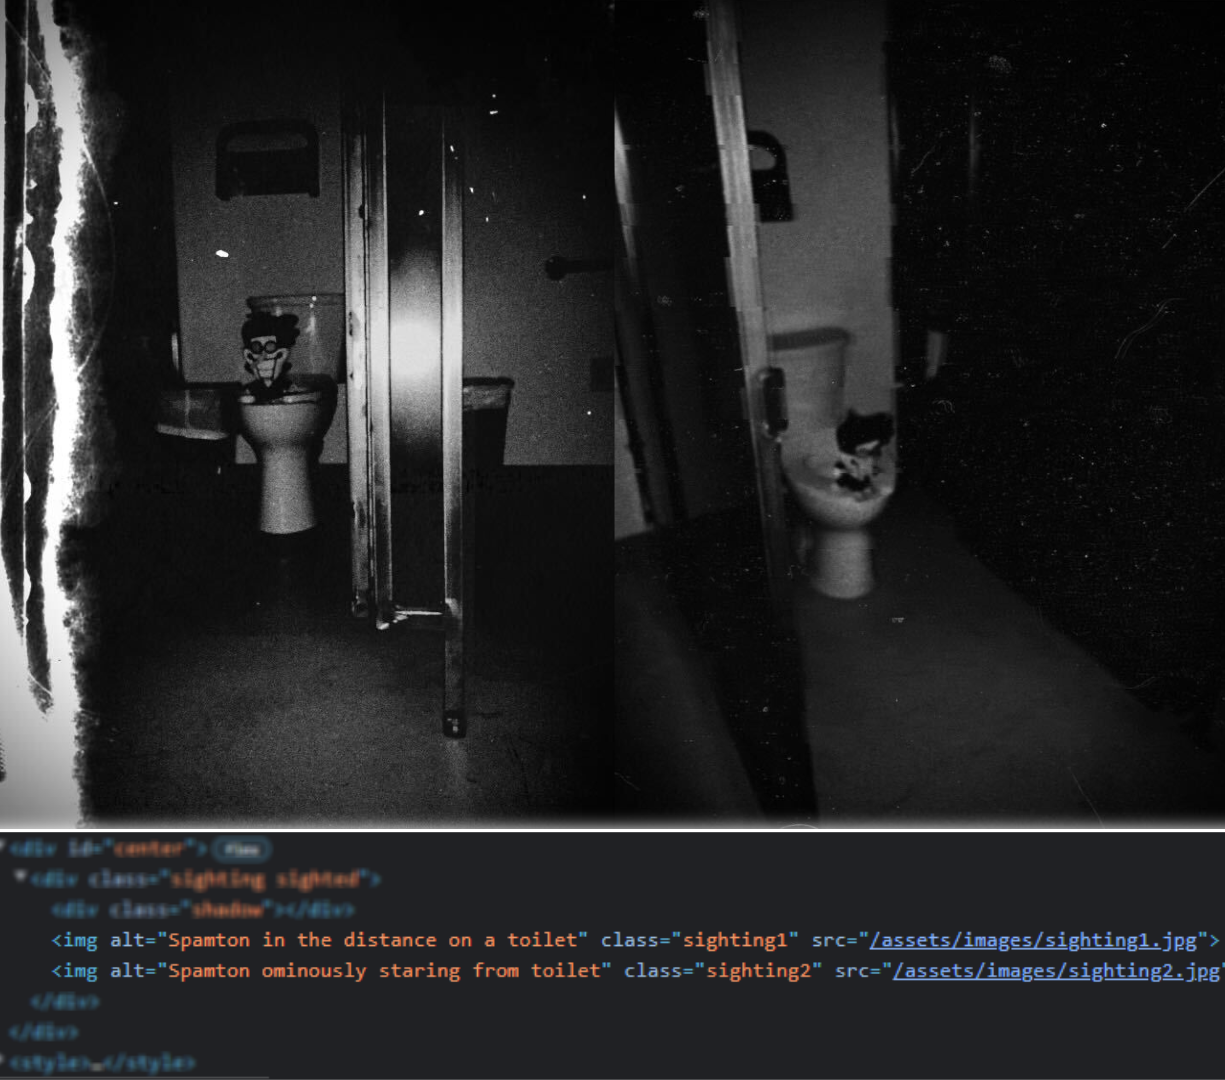 <div id="center"> flex
<div class="sighting sighted">
<div class="shadow"></div>
<img alt="Spamton in the distance on a toilet" class="sighting1" src="/assets/images/sighting1.jpg">
<img alt="Spamton ominously staring from toilet" class="sighting2" src="/assets/images/sighting2.jpg"
</div>
</div>
<style>…</style>